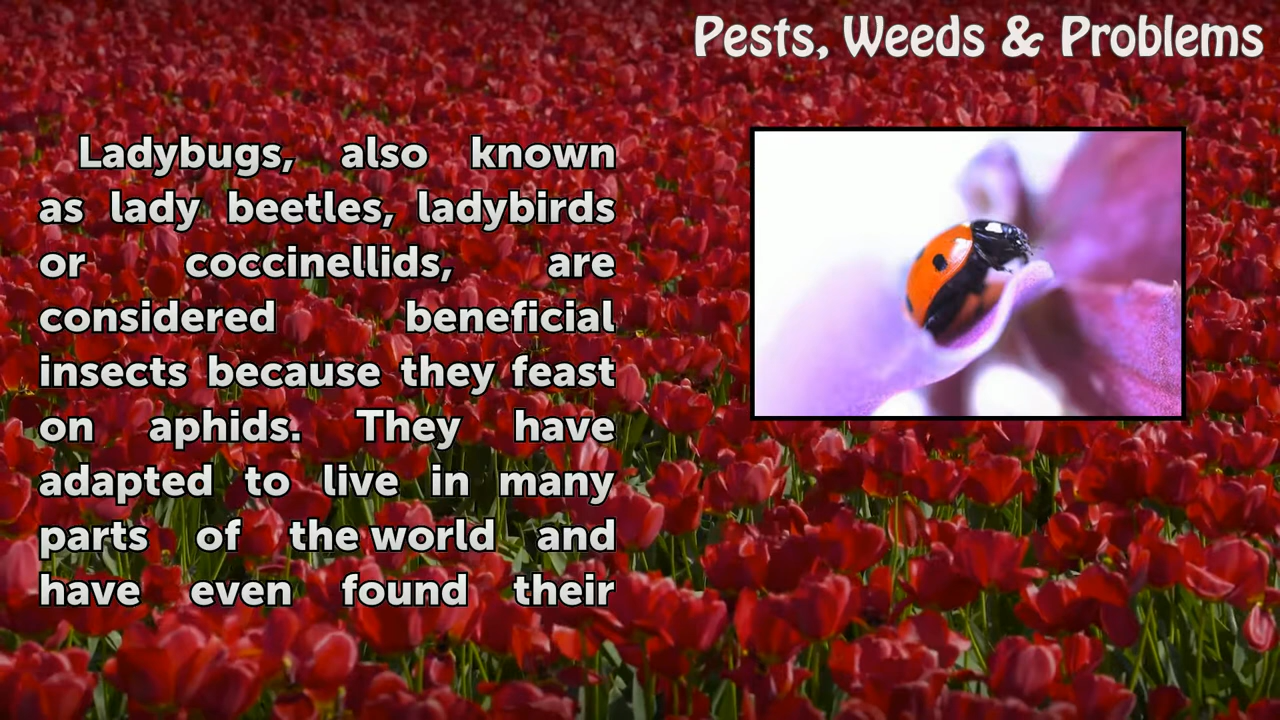 Pests, Weeds & Problems
Ladybugs, also known
as lady beetles, ladybirds
or coccinellids, are
considered beneficial
insects because they feast
on aphids. They have
adapted to live in many
parts of the world and
have even found their